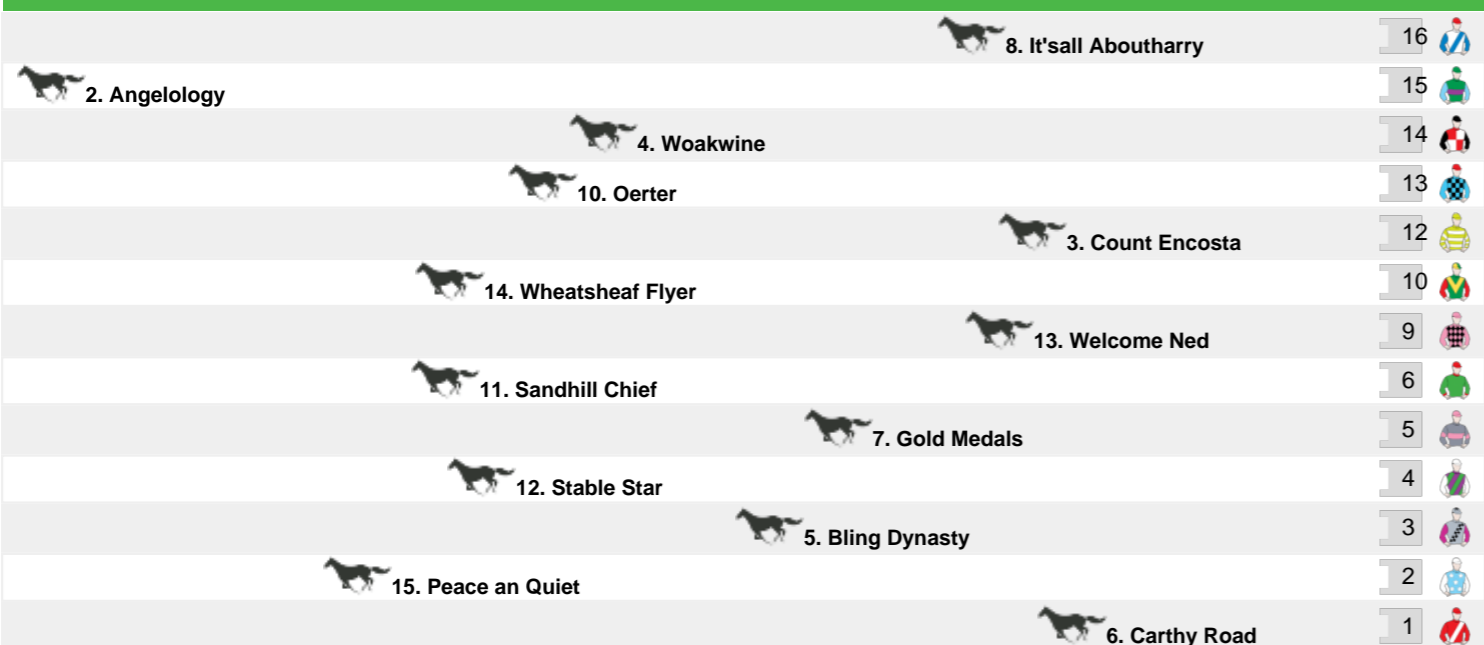 8. It'sall Aboutharry 16
2. Angelology 15
4. Woakwine 14
10. Oerter 13
3. Count Encosta 12
14. Wheatsheaf Flyer 10
13. Welcome Ned 9
11. Sandhill Chief 6
7. Gold Medals 5
12. Stable Star 4
5. Bling Dynasty 3
15. Peace an Quiet 2
6. Carthy Road 1